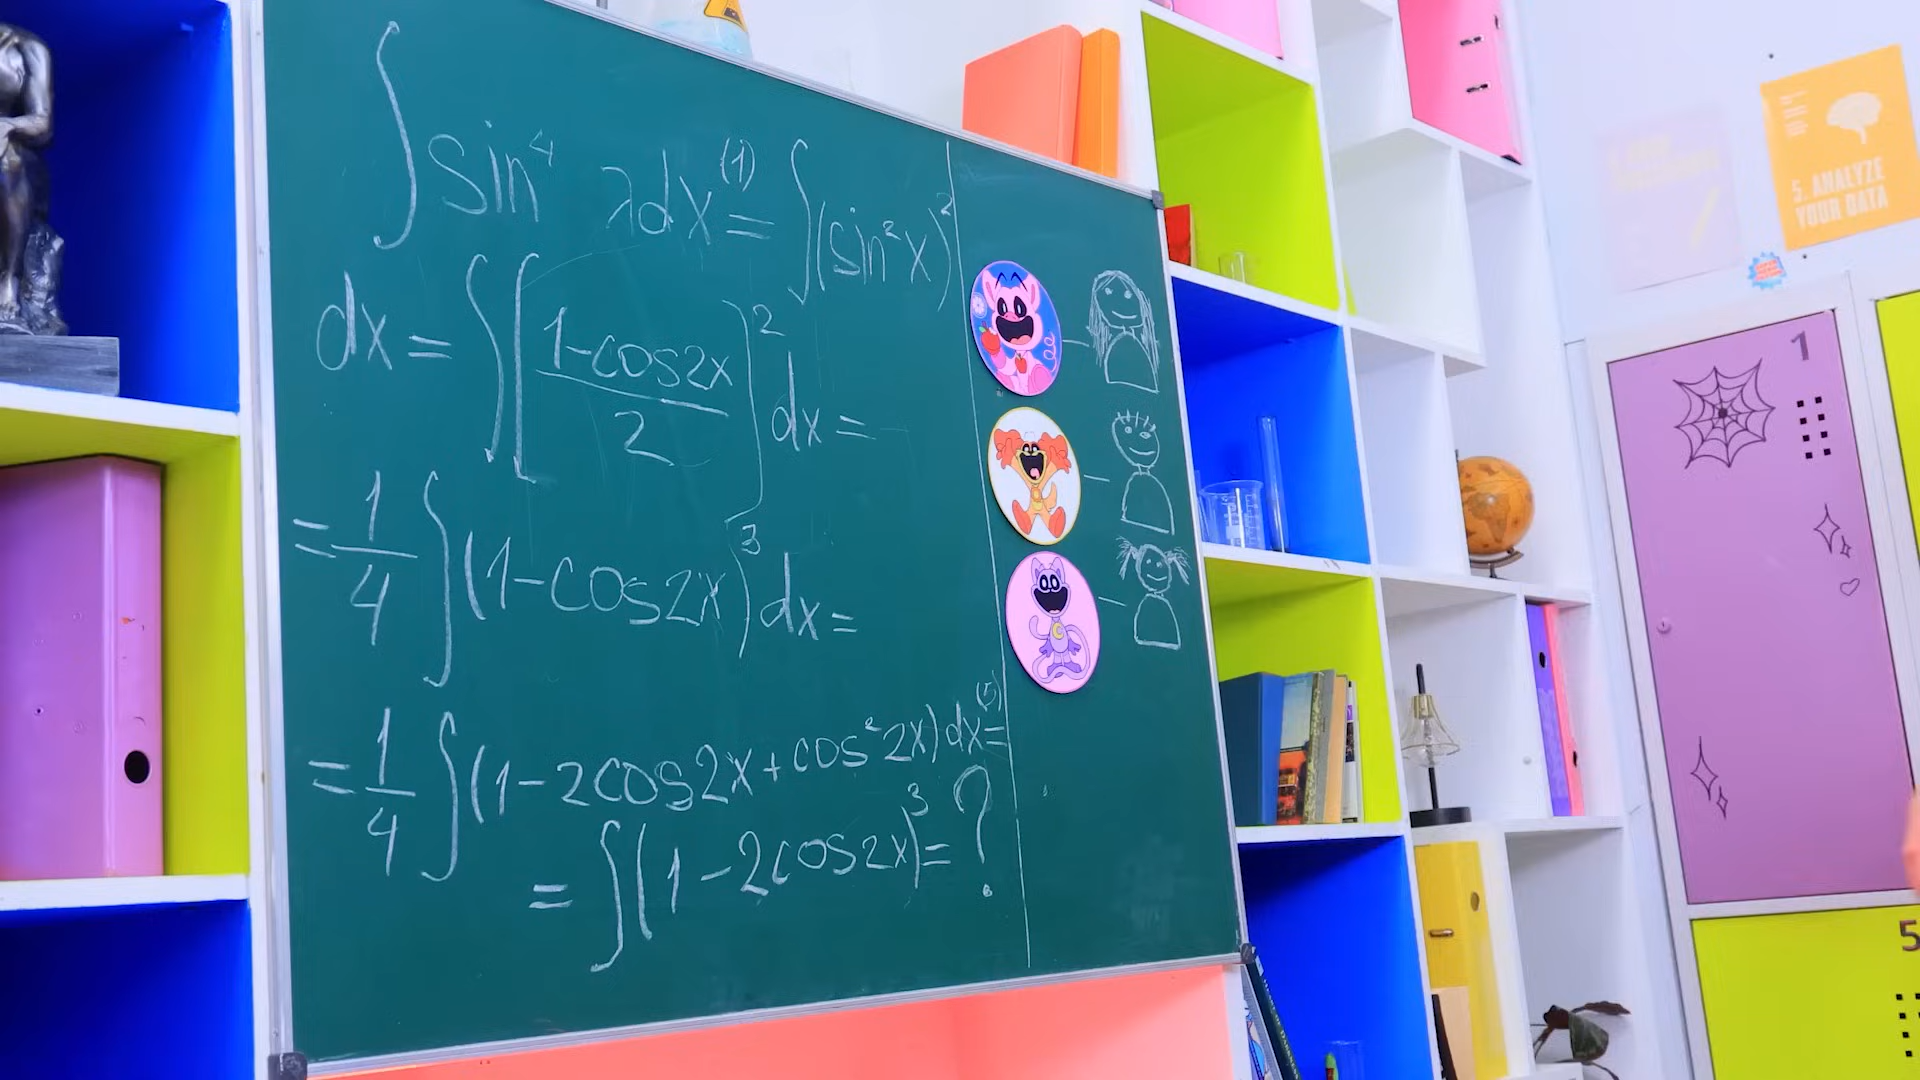 ∫ sin⁴ xdx ⁽¹⁾= ∫(sin²x)²
dx = ∫[1-cos2x/2)² dx =
= 1/4 ∫(1-cos2x)³ dx =
= 1/4 ∫(1-2cos2x+cos²2x)dx ⁽⁵⁾=
= ∫(1-2cos2x)³ = ?
5. ANALYZE
YOUR DATA
1
5